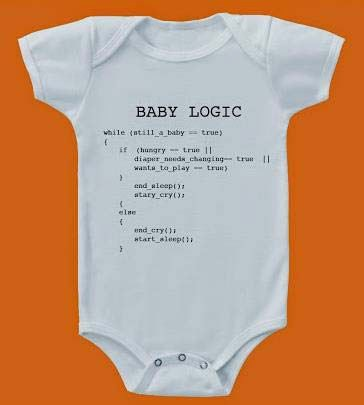 BABY LOGIC
while (still_a_baby == true)
{
if (hungry == true ||
diaper_needs_changing== true ||
wants_to_play == true)
}
end_sleep();
stary_cry();
{
else
{
end_cry();
start_sleep();
}